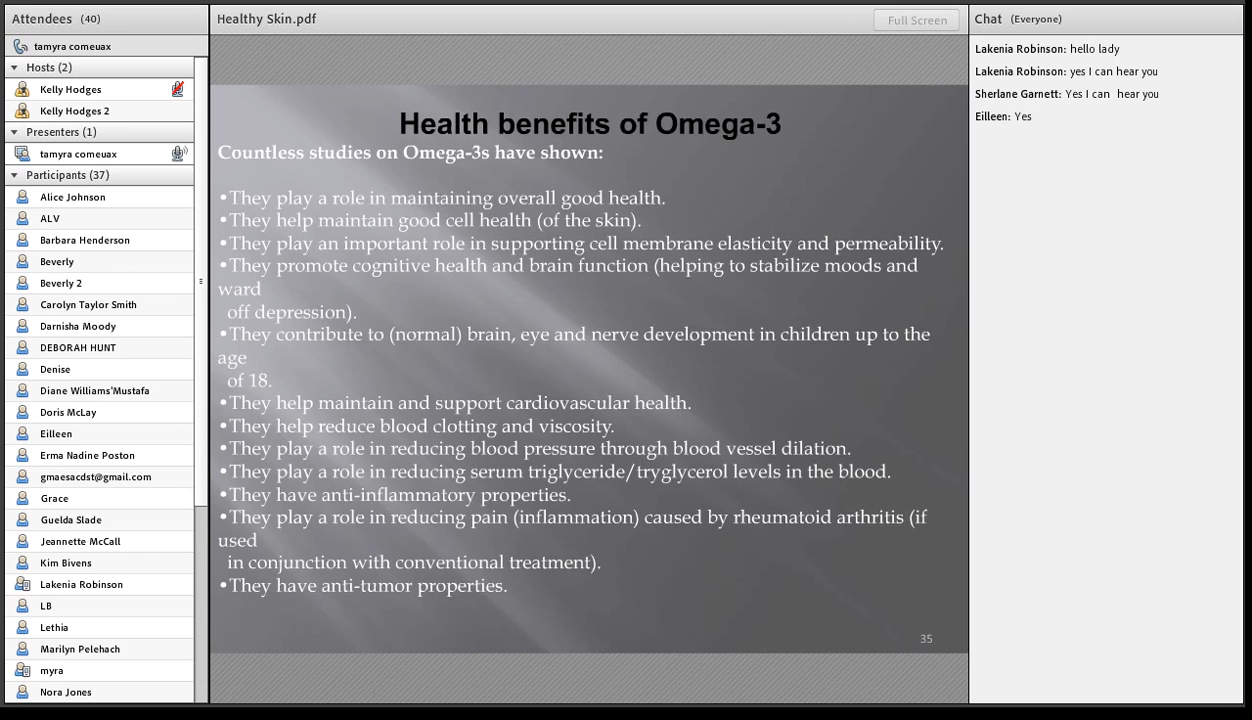 Attendees (40)
tamyra comeuax
Hosts (2)
Kelly Hodges
Kelly Hodges 2
Presenters (1)
tamyra comeuax
Participants (37)
Alice Johnson
ALV
Barbara Henderson
Beverly
Beverly 2
Carolyn Taylor Smith
Darnisha Moody
DEBORAH HUNT
Denise
Diane Williams'Mustafa
Doris McLay
Eilleen
Erma Nadine Poston
gmaesacdst@gmail.com
Grace
Guelda Slade
Jeannette McCall
Kim Bivens
Lakenia Robinson
LB
Lethia
Marilyn Pelehach
myra
Nora Jones
Healthy Skin.pdf
Full Screen
Health benefits of Omega-3
Countless studies on Omega-3s have shown:
•They play a role in maintaining overall good health.
•They help maintain good cell health (of the skin).
•They play an important role in supporting cell membrane elasticity and permeability.
•They promote cognitive health and brain function (helping to stabilize moods and
ward
off depression).
•They contribute to (normal) brain, eye and nerve development in children up to the
age
of 18.
•They help maintain and support cardiovascular health.
•They help reduce blood clotting and viscosity.
•They play a role in reducing blood pressure through blood vessel dilation.
•They play a role in reducing serum triglyceride/tryglycerol levels in the blood.
•They have anti-inflammatory properties.
•They play a role in reducing pain (inflammation) caused by rheumatoid arthritis (if
used
in conjunction with conventional treatment).
•They have anti-tumor properties.
35
Chat (Everyone)
Lakenia Robinson: hello lady
Lakenia Robinson: yes I can hear you
Sherlane Garnett: Yes I can hear you
Eilleen: Yes